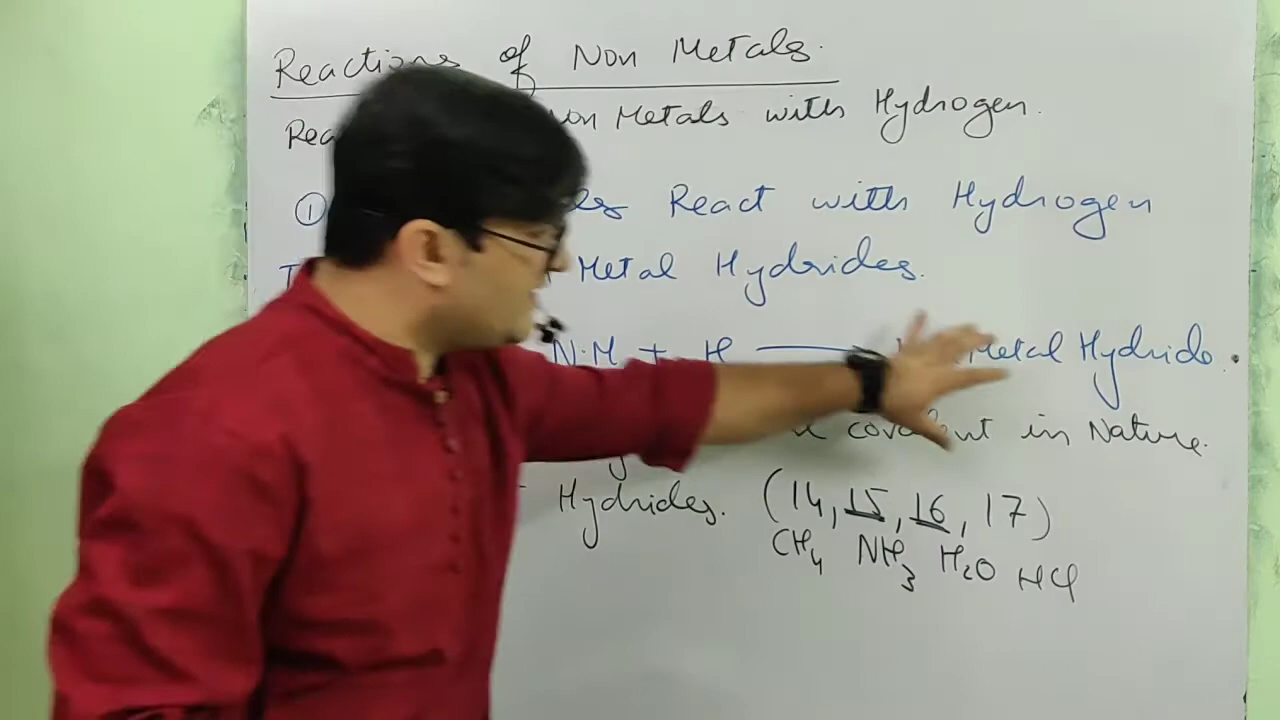 Reactions of Non Metals.
Non Metals with Hydrogen.
① React with Hydrogen
Metal Hydrides.
N.M + H Metal Hydride.
covalent in Nature.
Hydrides. (14, 15, 16, 17)
CH4 NH3 H2O HCl